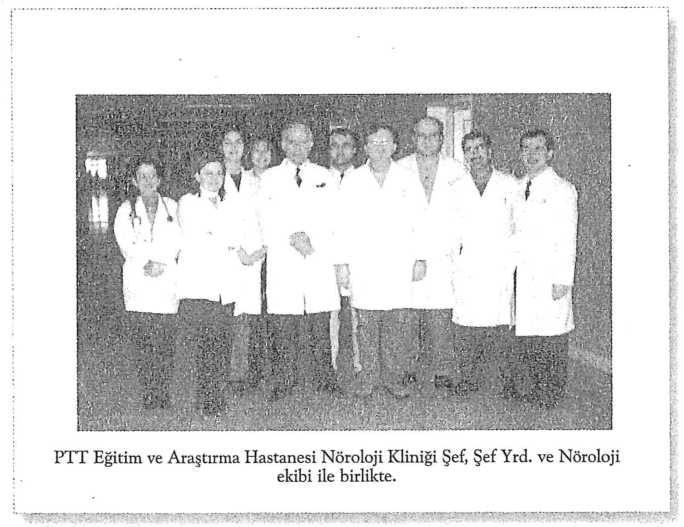 PTT Eğitim ve Araştırma Hastanesi Nöroloji Kliniği Şef, Şef Yrd. ve Nöroloji
ekibi ile birlikte.